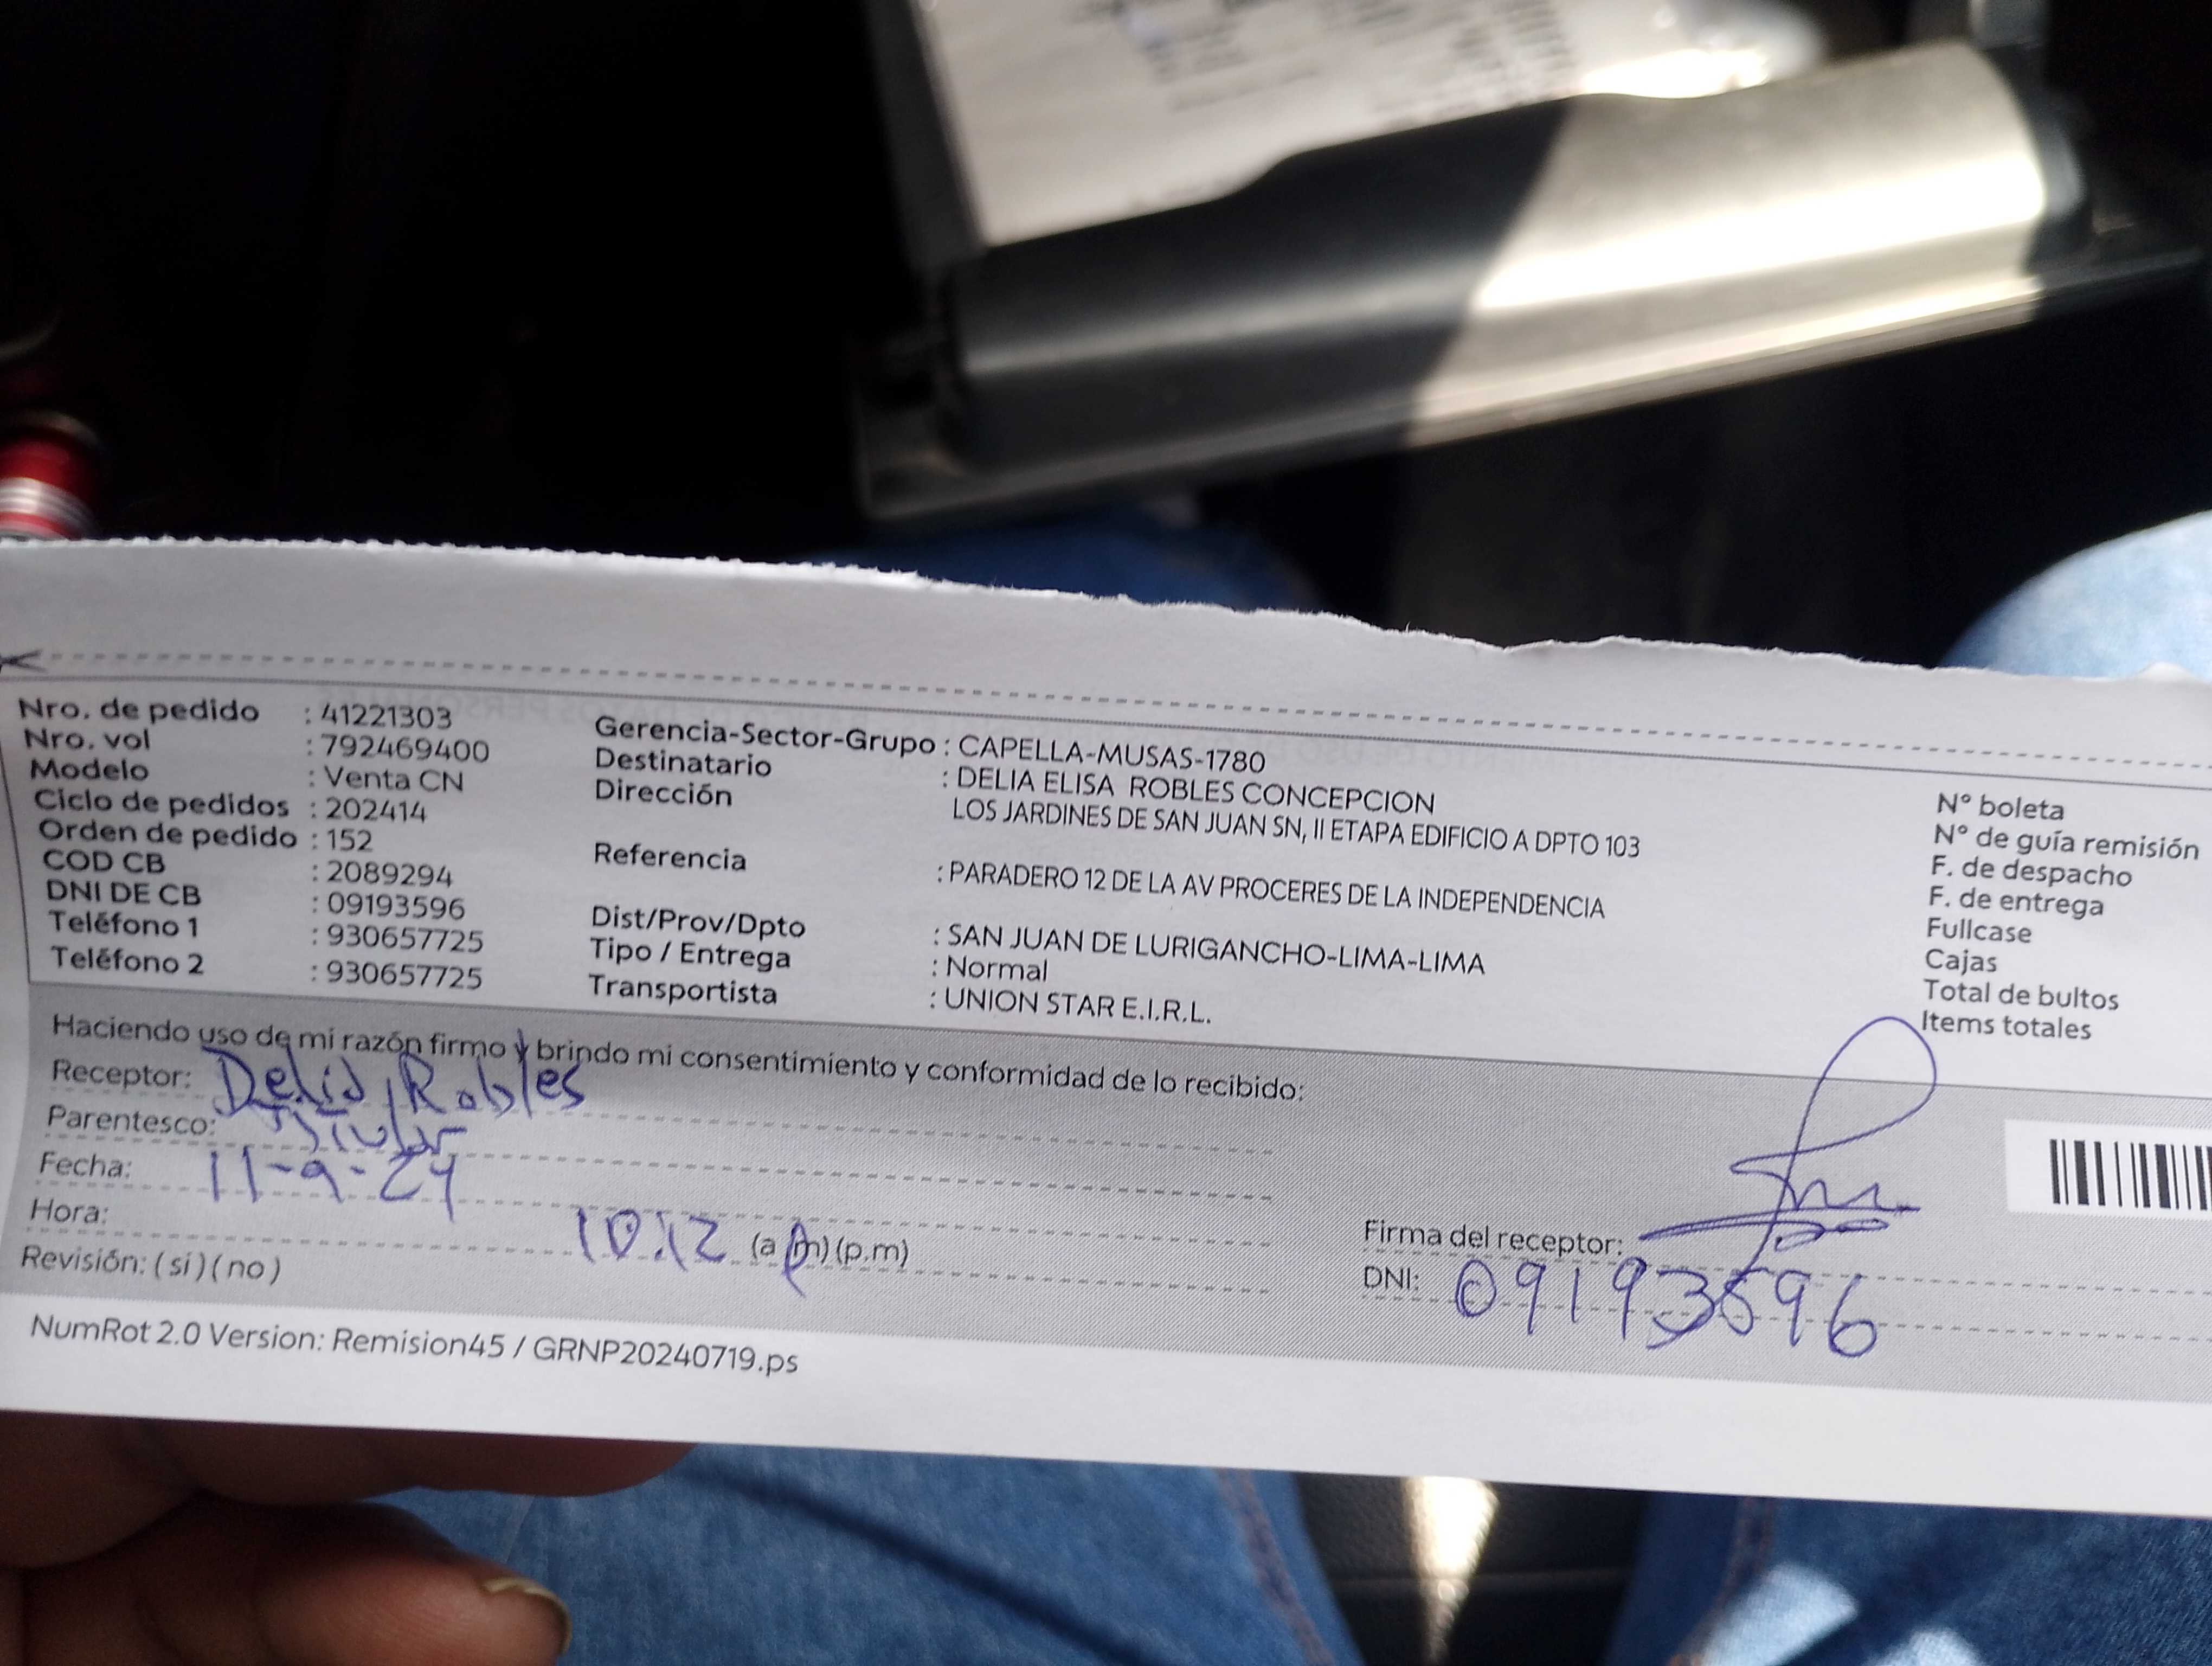 Nro. de pedido : 41221303
Nro. vol : 792469400
Modelo : Venta CN
Ciclo de pedidos : 202414
Orden de pedido : 152
COD CB : 2089294
DNI DE CB : 09193596
Teléfono 1 : 930657725
Teléfono 2 : 930657725
Gerencia-Sector-Grupo : CAPELLA-MUSAS-1780
Destinatario : DELIA ELISA ROBLES CONCEPCION
Dirección LOS JARDINES DE SAN JUAN SN, II ETAPA EDIFICIO A DPTO 103
Referencia : PARADERO 12 DE LA AV PROCERES DE LA INDEPENDENCIA
Dist/Prov/Dpto : SAN JUAN DE LURIGANCHO-LIMA-LIMA
Tipo / Entrega : Normal
Transportista : UNION STAR E.I.R.L.
N° boleta
N° de guía remisión
F. de despacho
F. de entrega
Fullcase
Cajas
Total de bultos
Items totales
Haciendo uso de mi razón firmo y brindo mi consentimiento y conformidad de lo recibido:
Receptor: Delia Robles
Parentesco: Titular
Fecha: 11-9-24
Hora: 10:12 (a.m) (p.m)
Revisión: ( si ) ( no )
Firma del receptor:
DNI: 09193596
NumRot 2.0 Version: Remision45 / GRNP20240719.ps